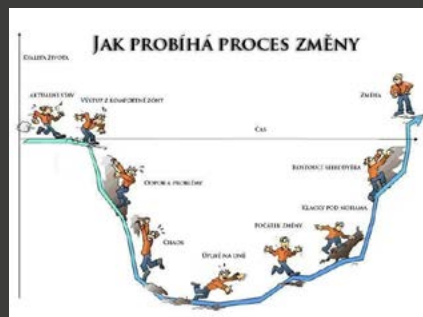 JAK PROBÍHÁ PROCES ZMĚNY
KVALITA ŽIVOTA
AKTUÁLNÍ STAV
VÝSTUP Z KOMFORTNÍ ZÓNY
ZMĚNA
ČAS
ODPOR A PROBLÉMY
ROSTOUCÍ SEBEDŮVĚRA
KLACKY POD NOHAMA
CHAOS
POČÁTEK ZMĚNY
ÚPLNĚ NA DNĚ